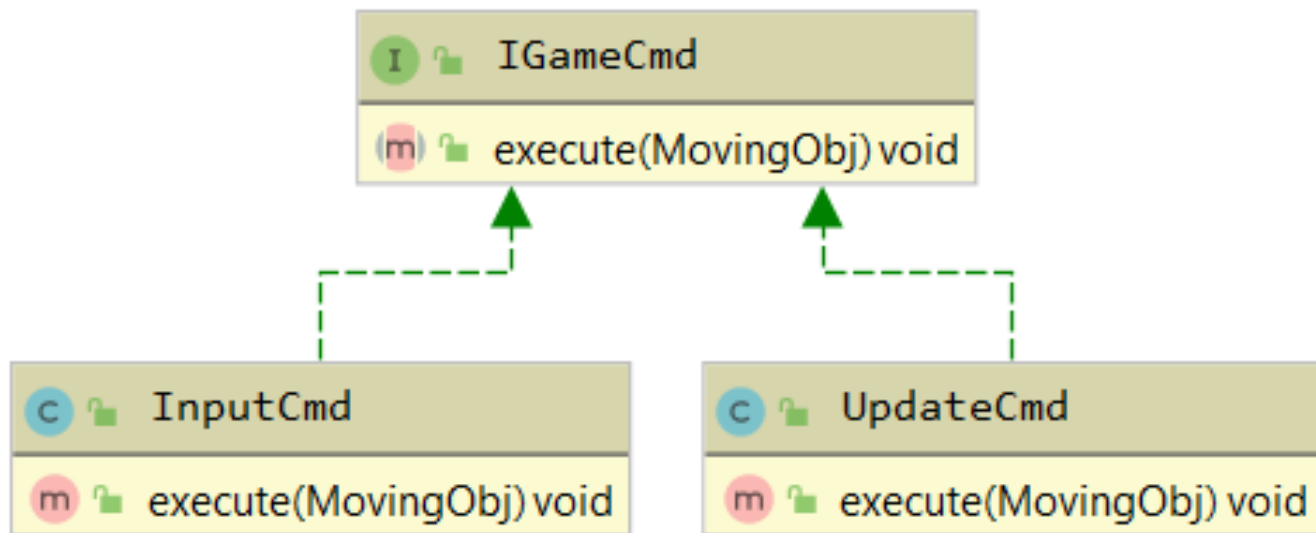 I IGameCmd
m execute(MovingObj) void
C InputCmd
m execute(MovingObj) void
C UpdateCmd
m execute(MovingObj) void